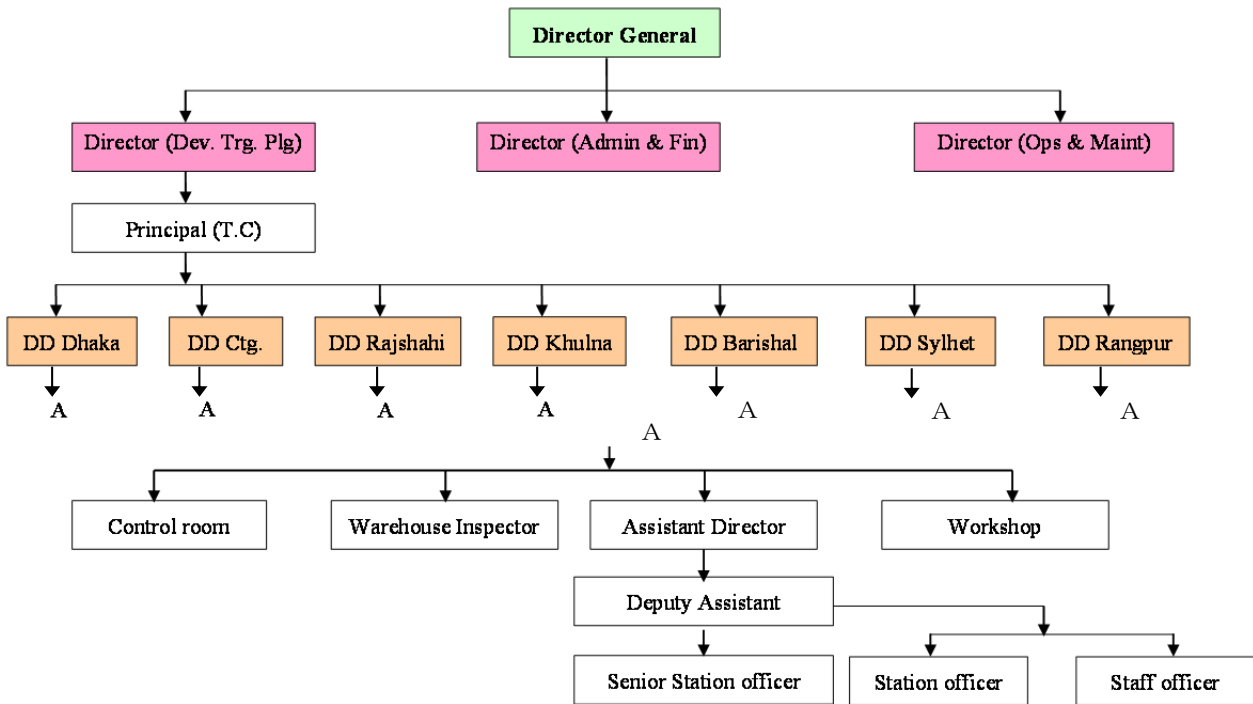 Director General
Director (Dev. Trg. Plg)
Director (Admin & Fin)
Director (Ops & Maint)
Principal (T.C)
DD Dhaka
DD Ctg.
DD Rajshahi
DD Khulna
DD Barishal
DD Sylhet
DD Rangpur
A
A
A
A
A
A
A
A
Control room
Warehouse Inspector
Assistant Director
Workshop
Deputy Assistant
Senior Station officer
Station officer
Staff officer